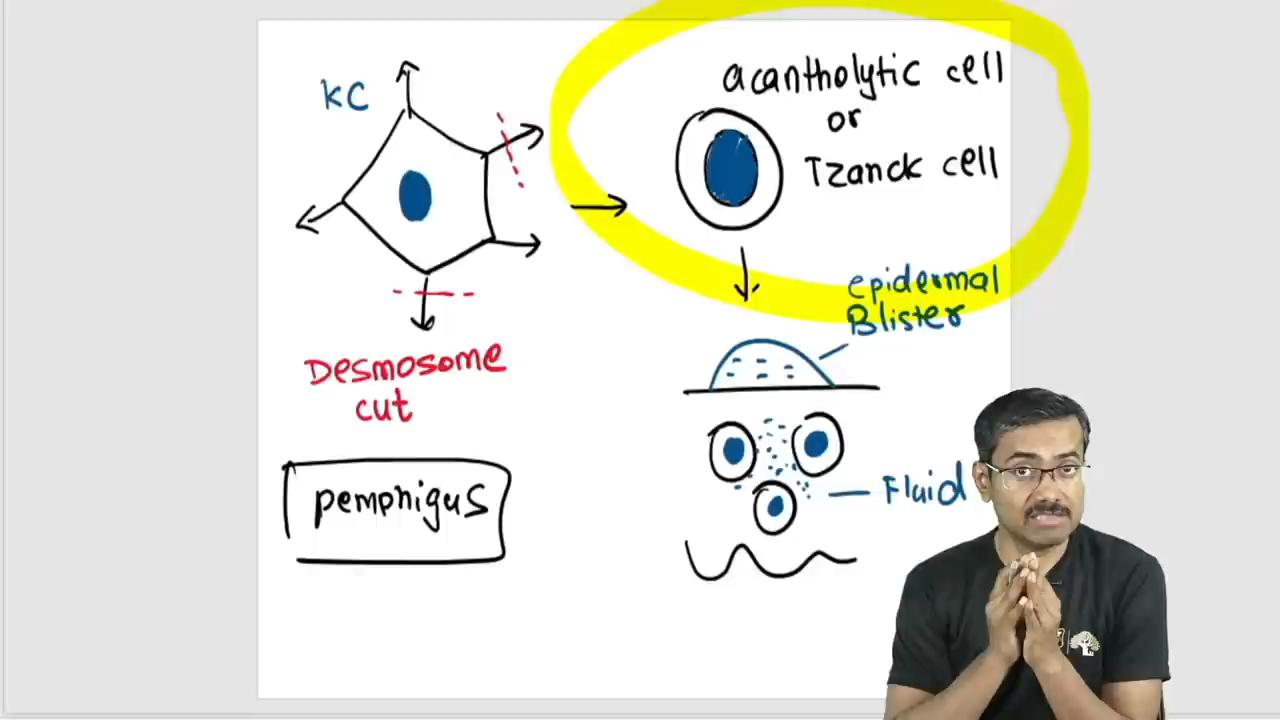 KC
Desmosome
cut
pemphigus
acantholytic cell
or
Tzanck cell
epidermal
Blister
Fluid